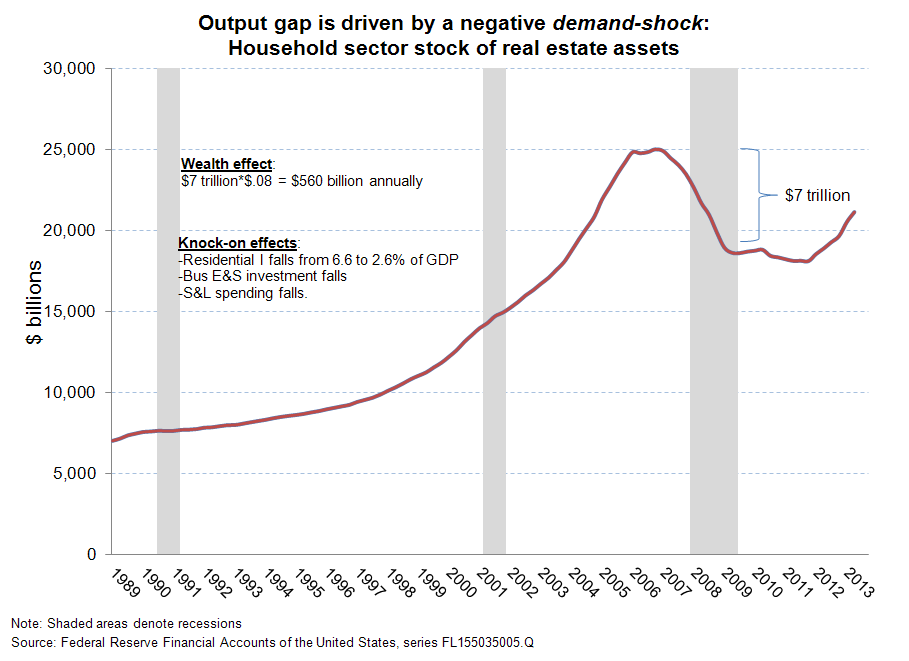 Output gap is driven by a negative demand-shock:
Household sector stock of real estate assets
30,000
25,000
20,000
15,000
10,000
5,000
0
$ billions
Wealth effect:
$7 trillion*$.08 = $560 billion annually
Knock-on effects:
-Residential I falls from 6.6 to 2.6% of GDP
-Bus E&S investment falls
-S&L spending falls.
$7 trillion
1989
1990
1991
1992
1993
1994
1995
1996
1997
1998
1999
2000
2001
2002
2003
2004
2005
2006
2007
2008
2009
2010
2011
2012
2013
Note: Shaded areas denote recessions
Source: Federal Reserve Financial Accounts of the United States, series FL155035005.Q